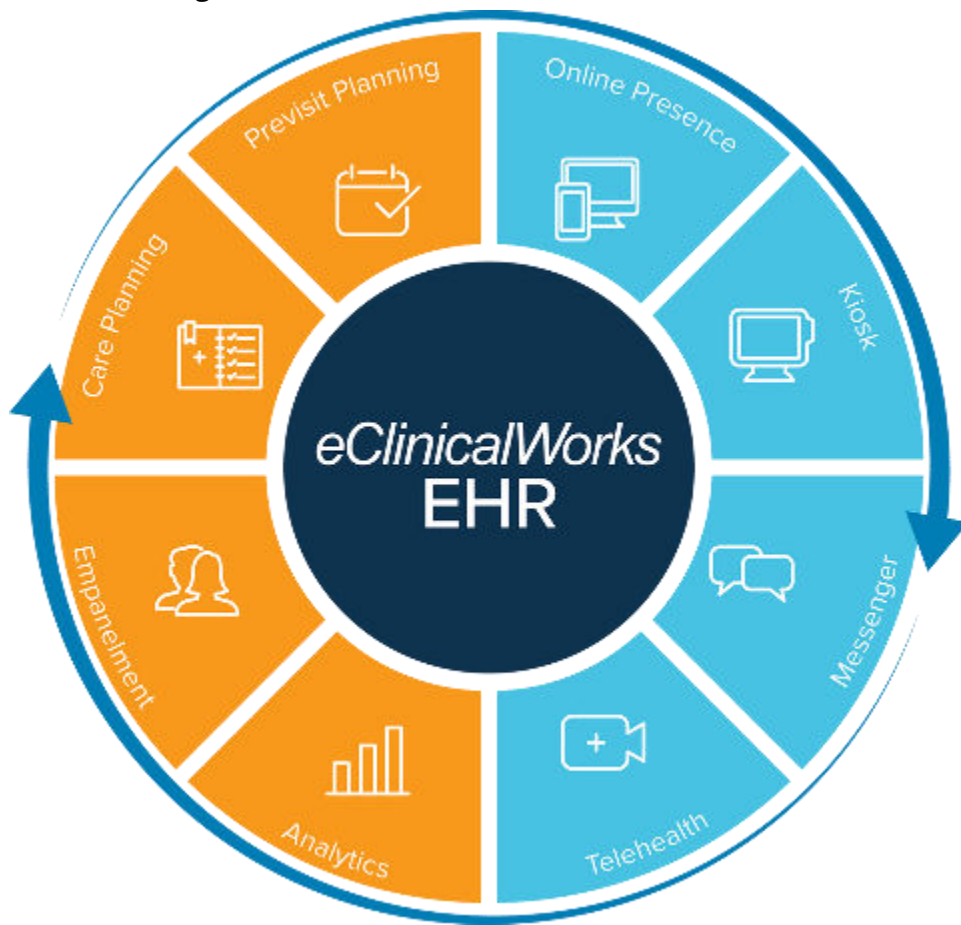 Previsit Planning
Online Presence
Care Planning
Kiosk
eClinicalWorks
EHR
Empanelment
Messenger
Analytics
Telehealth